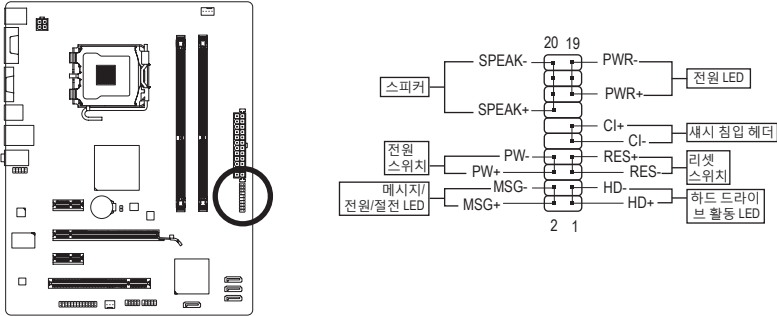 20 19
SPEAK- PWR-
스피커 전원 LED
SPEAK+ PWR+
CI+ 섀시 침입 헤더
CI-
전원
스위치
PW- RES+
PW+ RES-
리셋
스위치
메시지/
전원/절전 LED
MSG- HD-
MSG+ HD+
하드 드라이
브 활동 LED
2 1